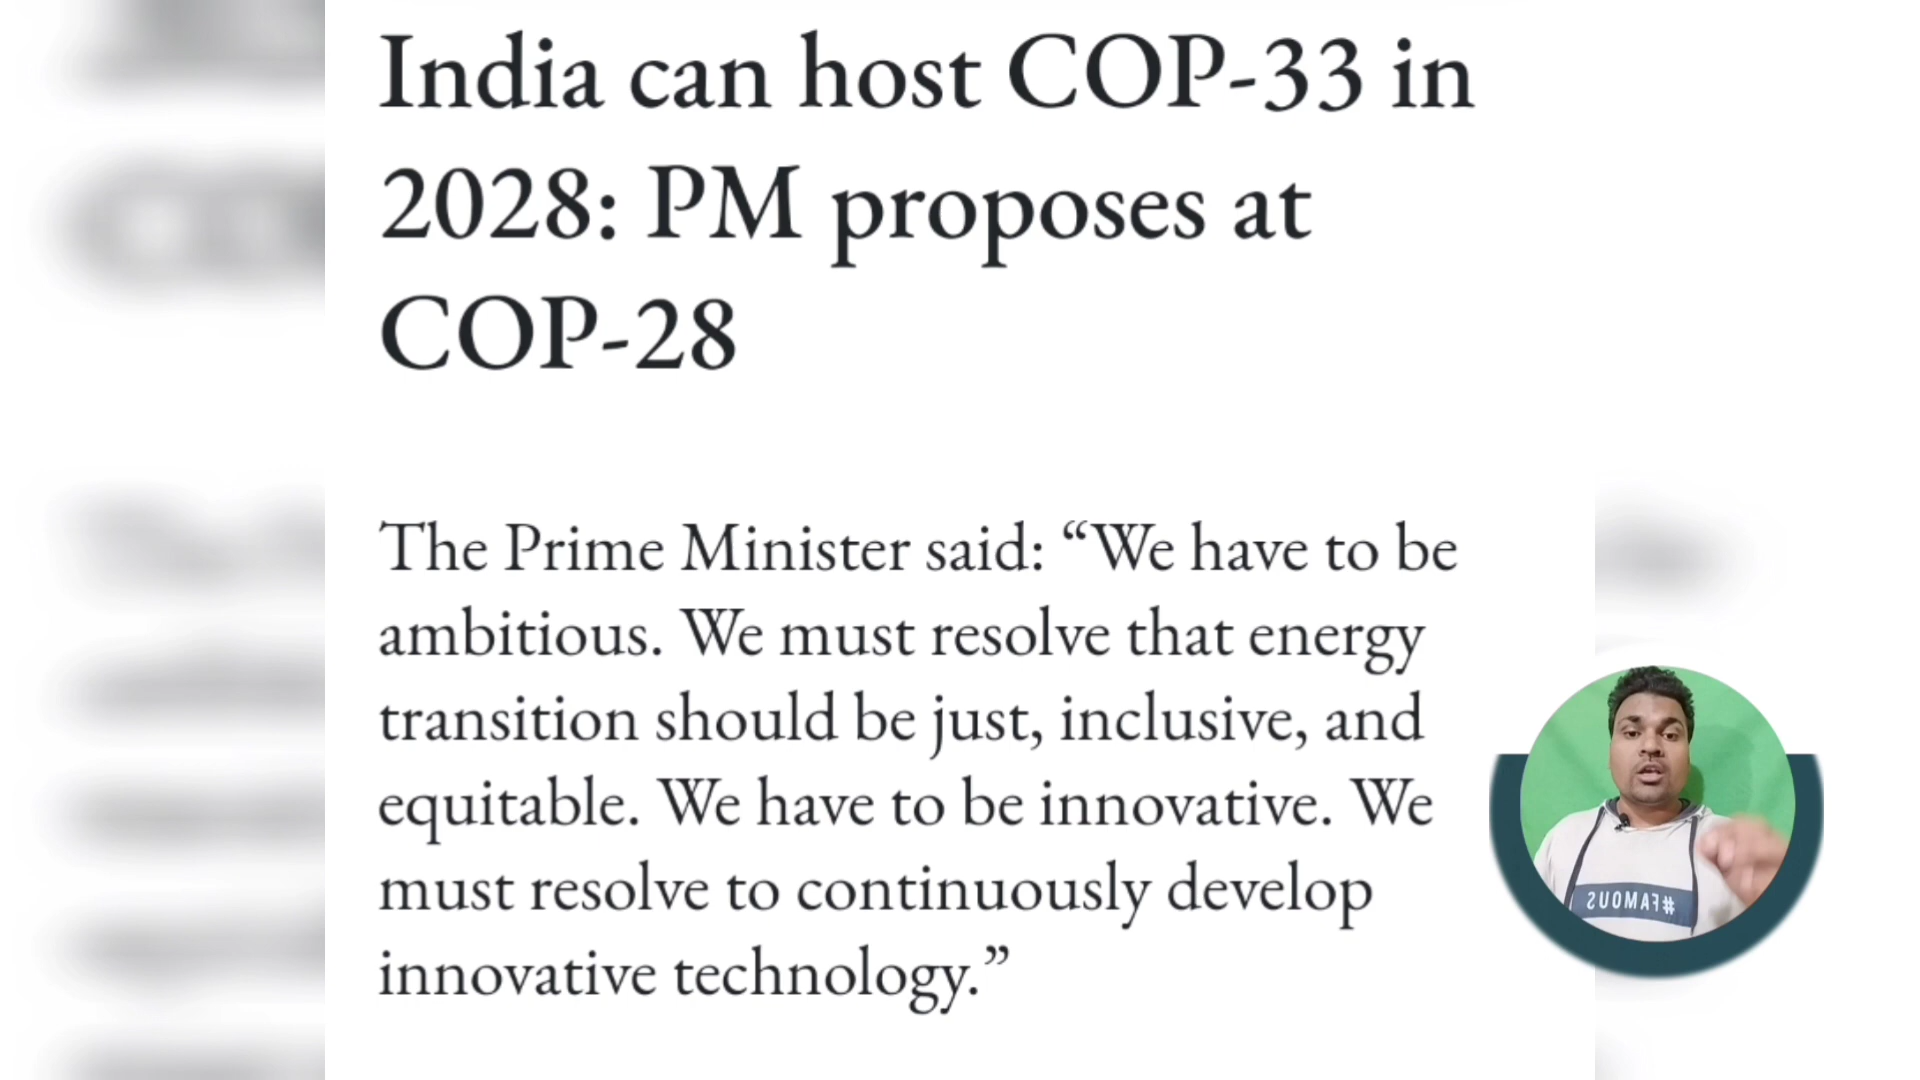 India can host COP-33 in
2028: PM proposes at
COP-28
The Prime Minister said: “We have to be
ambitious. We must resolve that energy
transition should be just, inclusive, and
equitable. We have to be innovative. We
must resolve to continuously develop
innovative technology.”
#FAMOUS